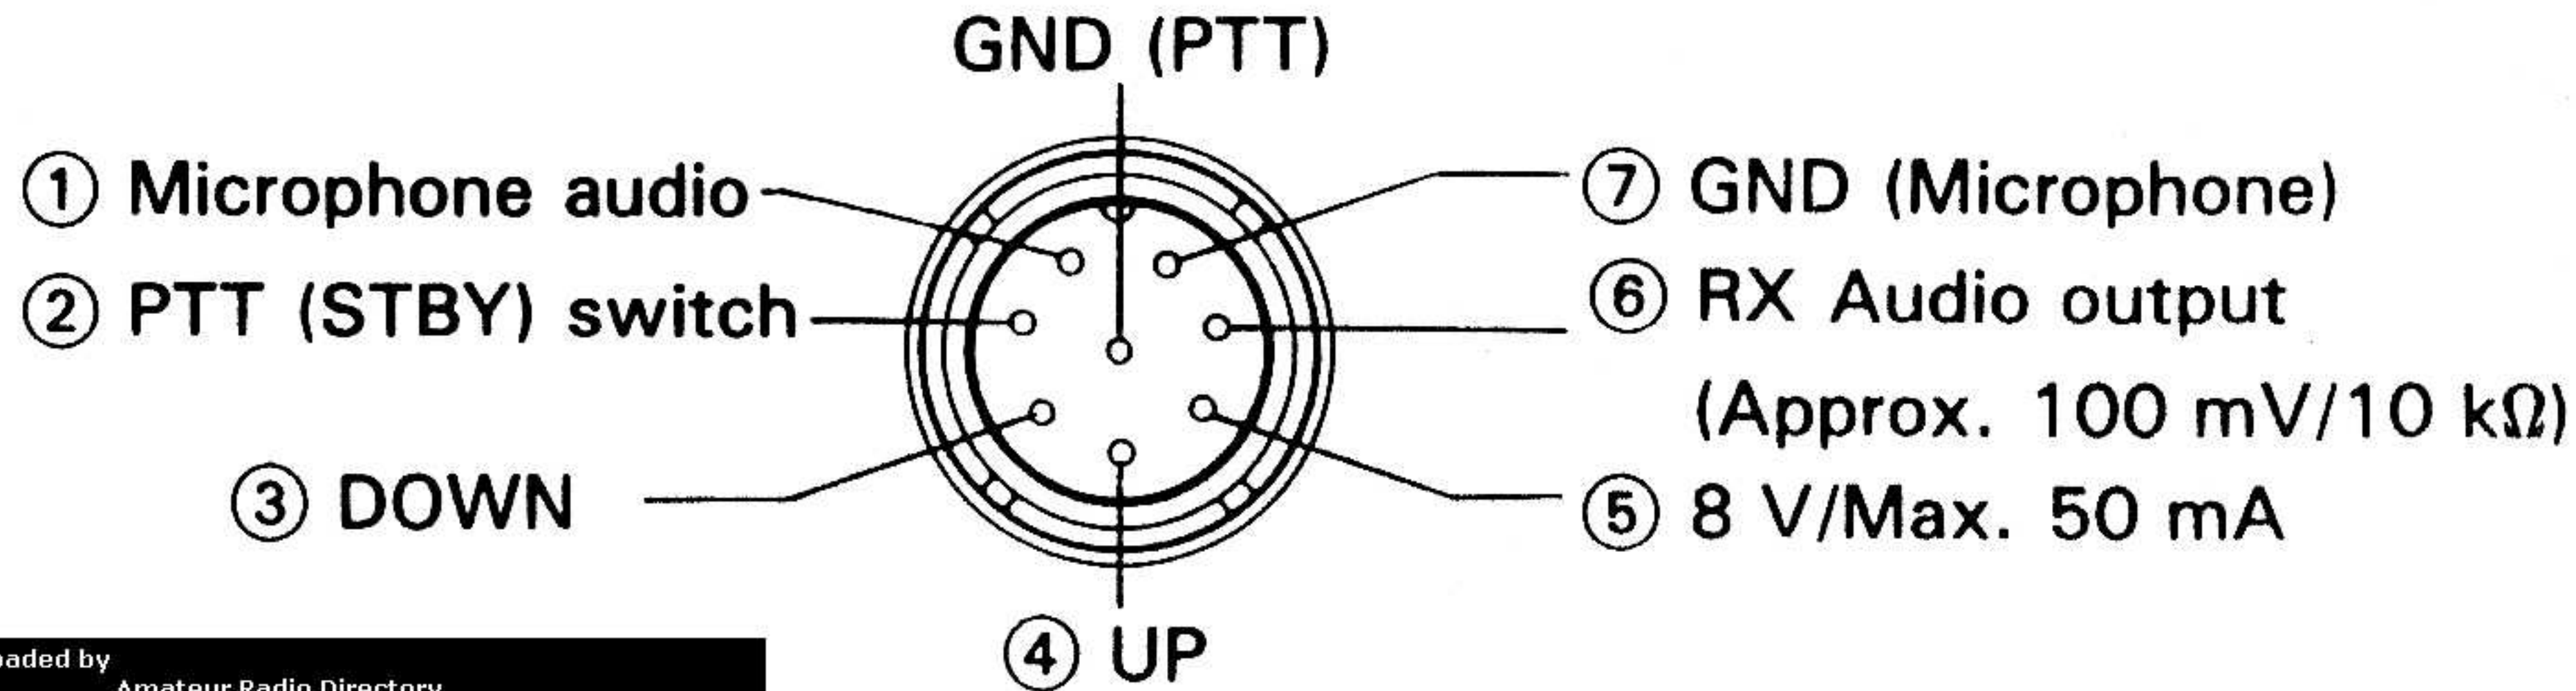 GND (PTT)
① Microphone audio
② PTT (STBY) switch
③ DOWN
④ UP
⑦ GND (Microphone)
⑥ RX Audio output
(Approx. 100 mV/10 kΩ)
⑤ 8 V/Max. 50 mA
by
Amateur Radio Directory